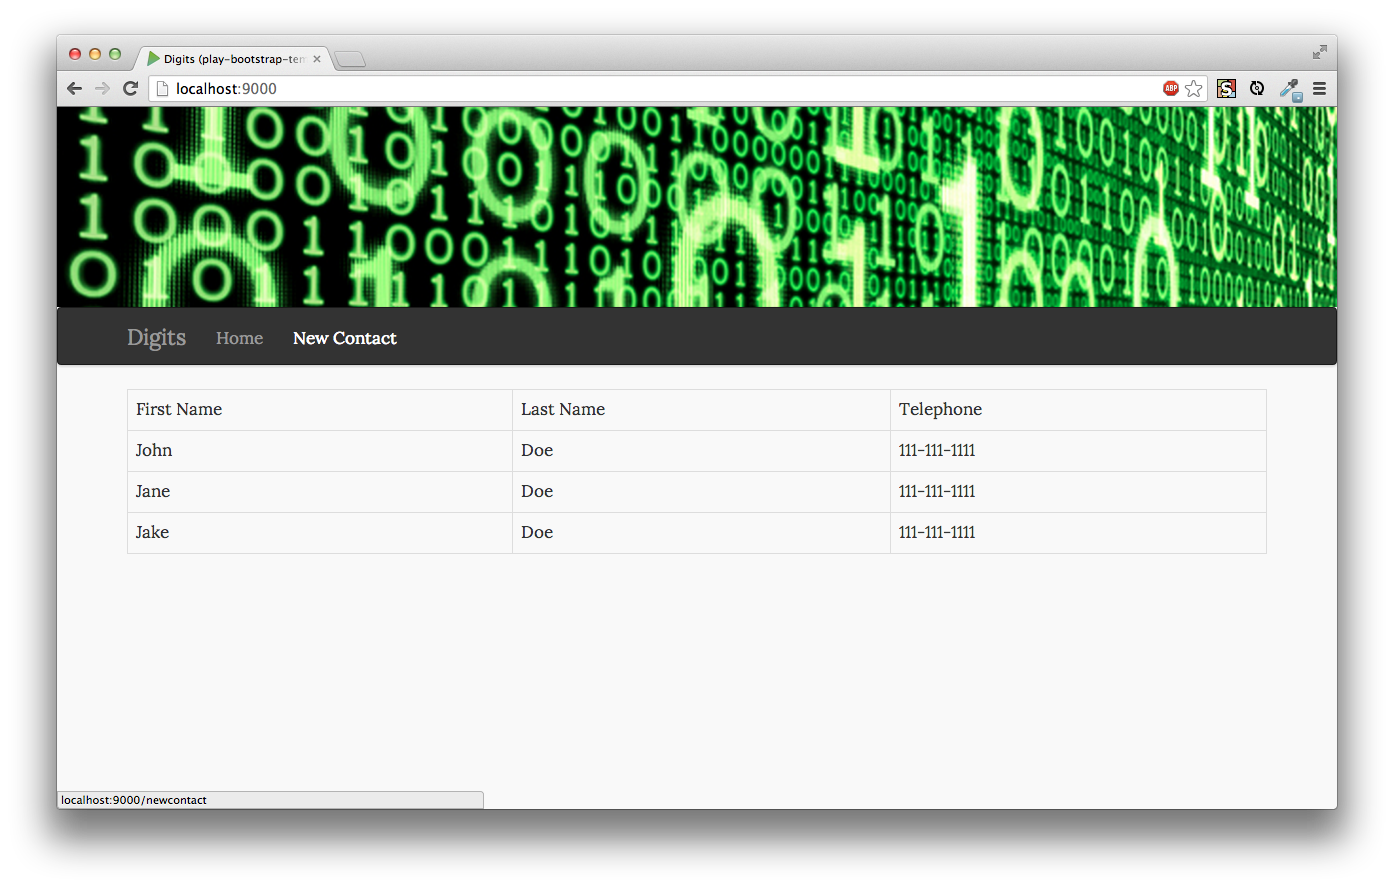 Digits (play-bootstrap-tem
localhost:9000
ABP
S
Digits Home New Contact
First Name Last Name Telephone
John Doe 111-111-1111
Jane Doe 111-111-1111
Jake Doe 111-111-1111
localhost:9000/newcontact